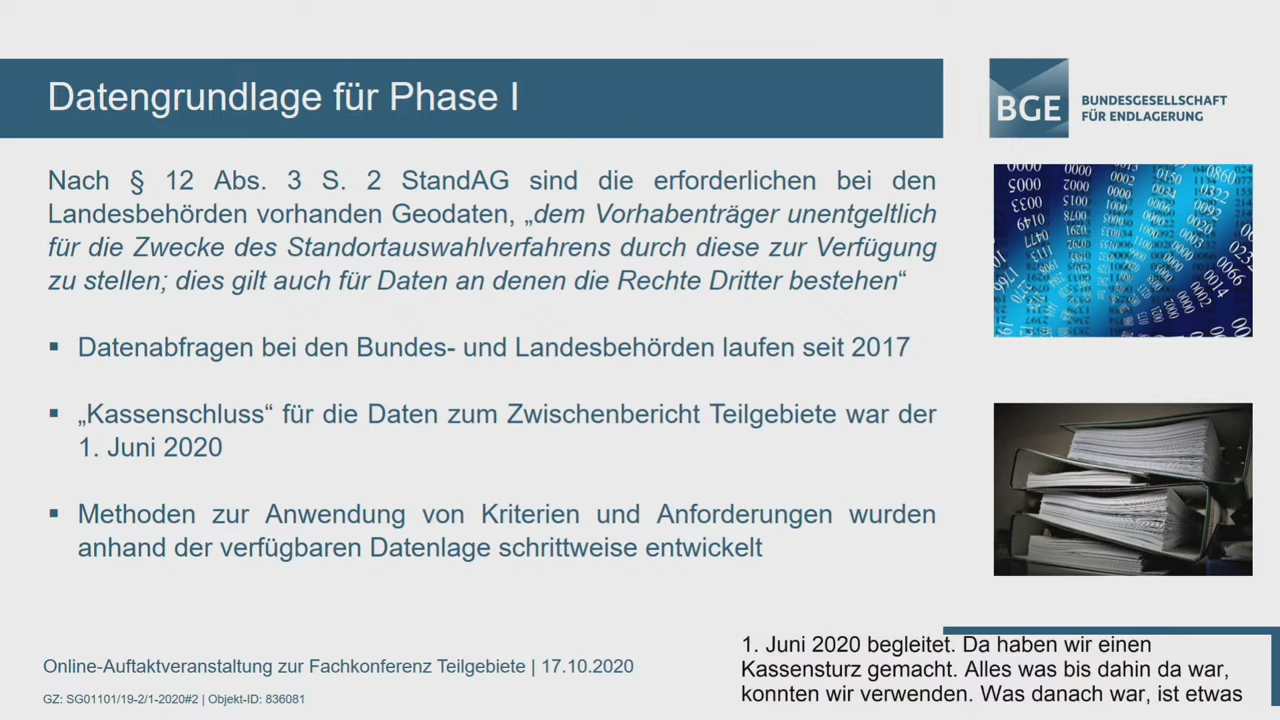 Datengrundlage für Phase I
BGE
BUNDESGESELLSCHAFT
FÜR ENDLAGERUNG
Nach § 12 Abs. 3 S. 2 StandAG sind die erforderlichen bei den
Landesbehörden vorhanden Geodaten, „dem Vorhabenträger unentgeltlich
für die Zwecke des Standortauswahlverfahrens durch diese zur Verfügung
zu stellen; dies gilt auch für Daten an denen die Rechte Dritter bestehen“
▪ Datenabfragen bei den Bundes- und Landesbehörden laufen seit 2017
▪ „Kassenschluss“ für die Daten zum Zwischenbericht Teilgebiete war der
1. Juni 2020
▪ Methoden zur Anwendung von Kriterien und Anforderungen wurden
anhand der verfügbaren Datenlage schrittweise entwickelt
Online-Auftaktveranstaltung zur Fachkonferenz Teilgebiete | 17.10.2020
GZ: SG01101/19-2/1-2020#2 | Objekt-ID: 836081
1. Juni 2020 begleitet. Da haben wir einen
Kassensturz gemacht. Alles was bis dahin da war,
konnten wir verwenden. Was danach war, ist etwas